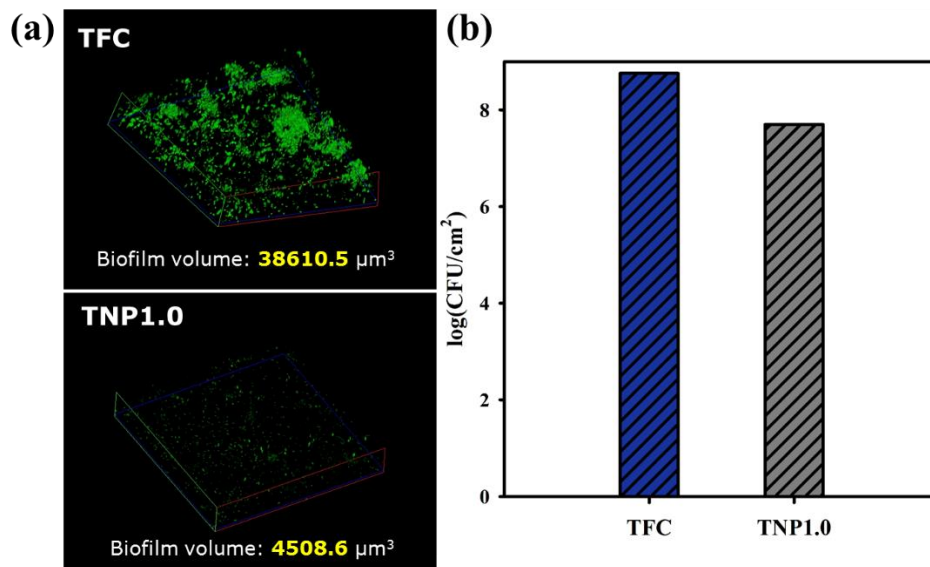 (a)
TFC
Biofilm volume: 38610.5 μm³
TNP1.0
Biofilm volume: 4508.6 μm³
(b)
log(CFU/cm²)
8
6
4
2
0
TFC
TNP1.0